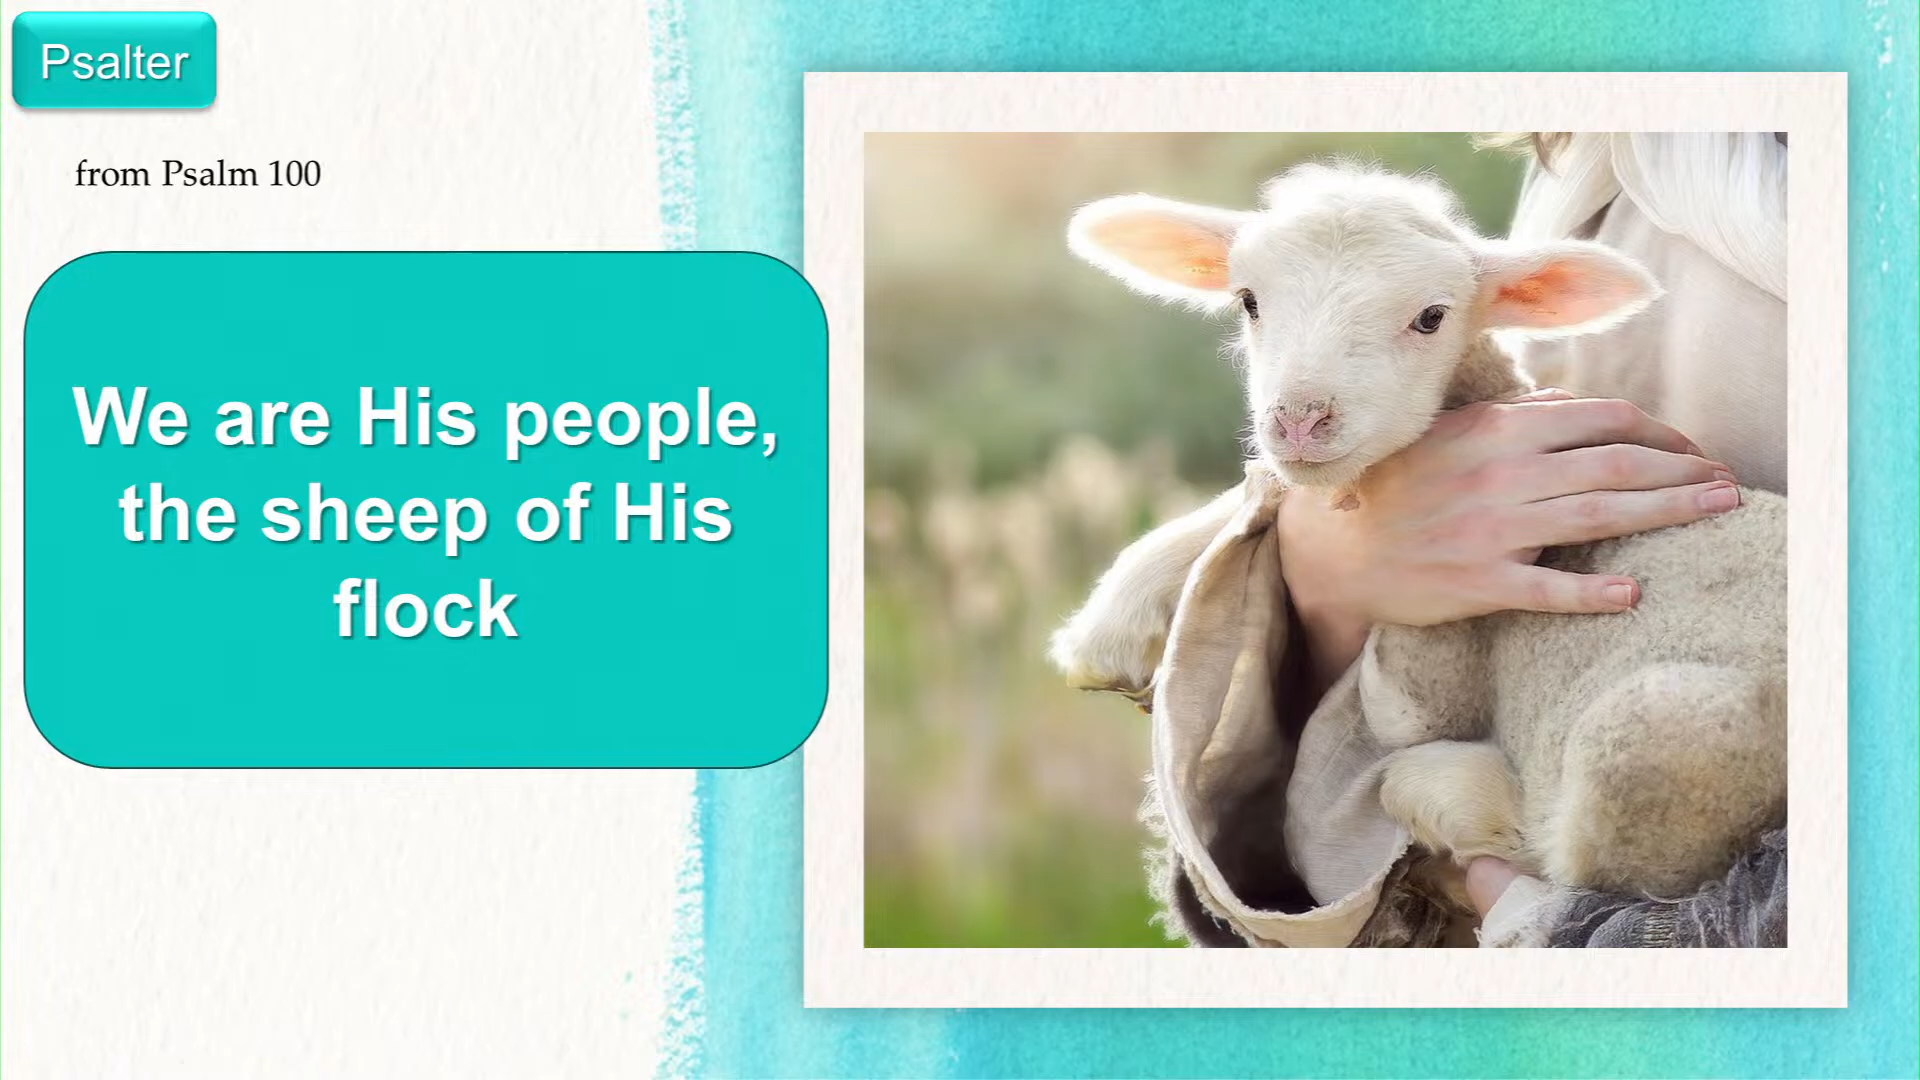 Psalter
from Psalm 100
We are His people,
the sheep of His
flock